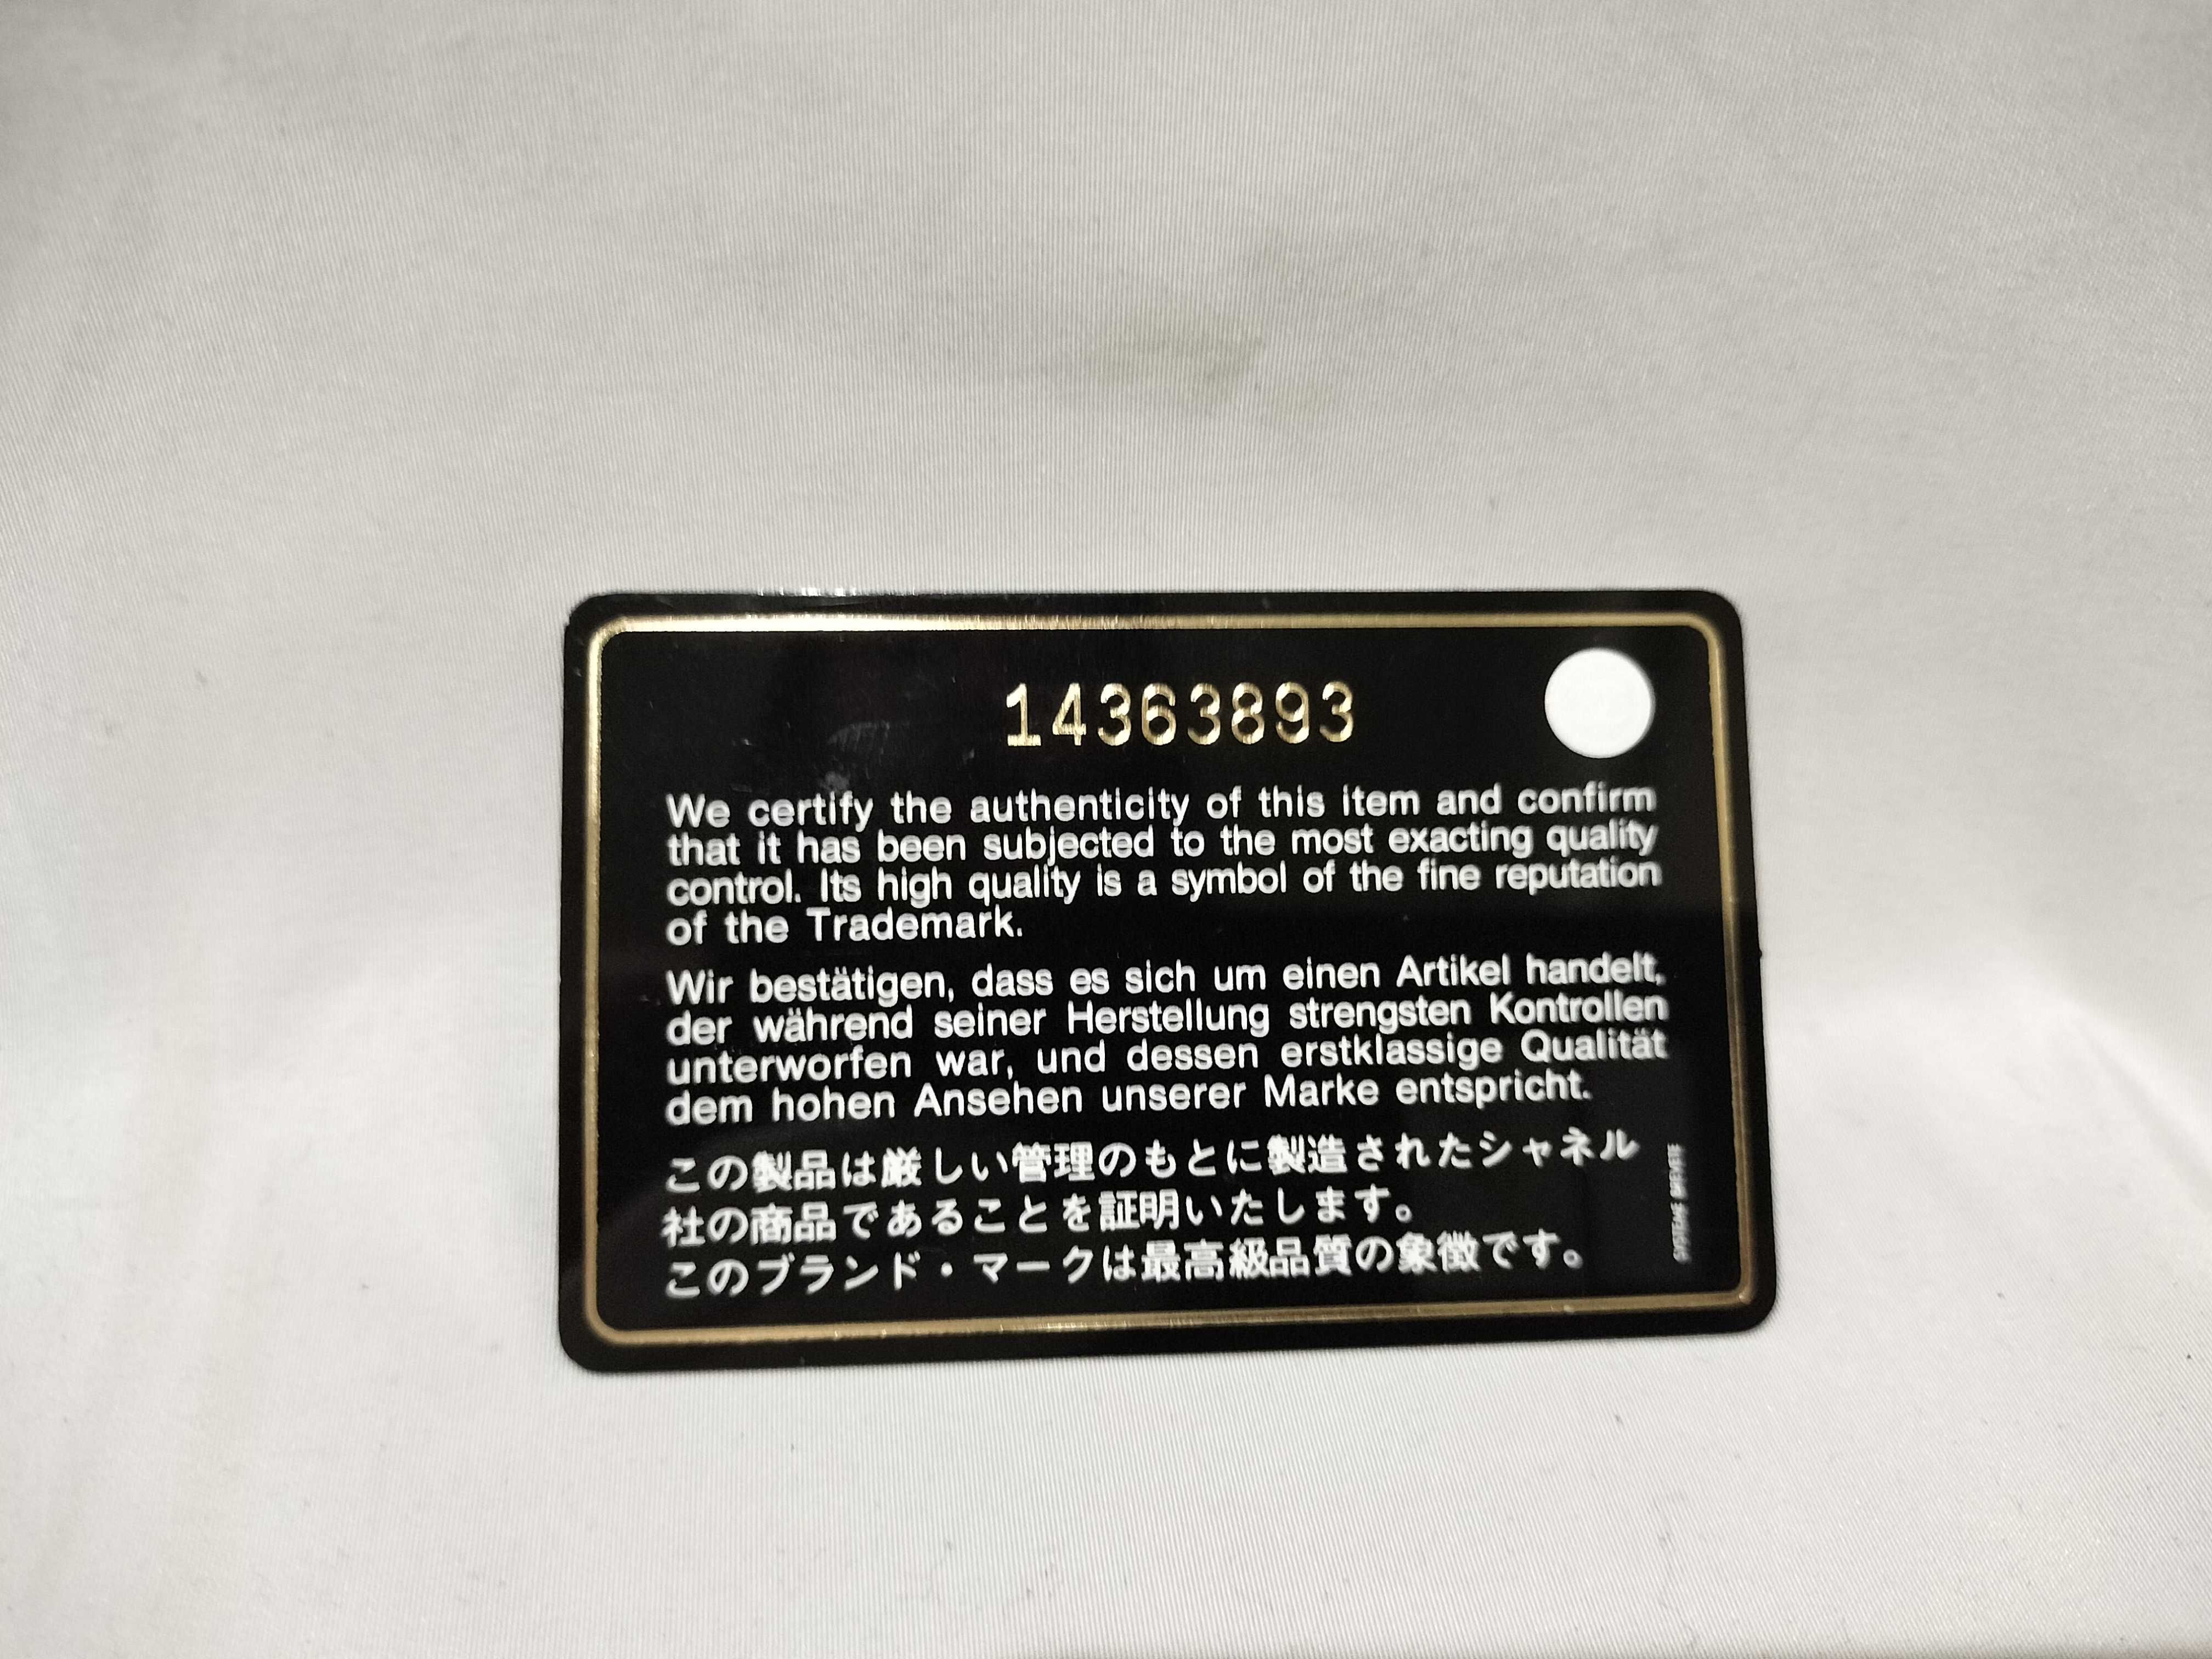 14363893
We certify the authenticity of this item and confirm
that it has been subjected to the most exacting quality
control. Its high quality is a symbol of the fine reputation
of the Trademark.
Wir bestätigen, dass es sich um einen Artikel handelt,
der während seiner Herstellung strengsten Kontrollen
unterworfen war, und dessen erstklassige Qualität
dem hohen Ansehen unserer Marke entspricht.
この製品は厳しい管理のもとに製造されたシャネル
社の商品であることを証明いたします。
このブランド・マークは最高級品質の象徴です。
SYSTEME BREVETE